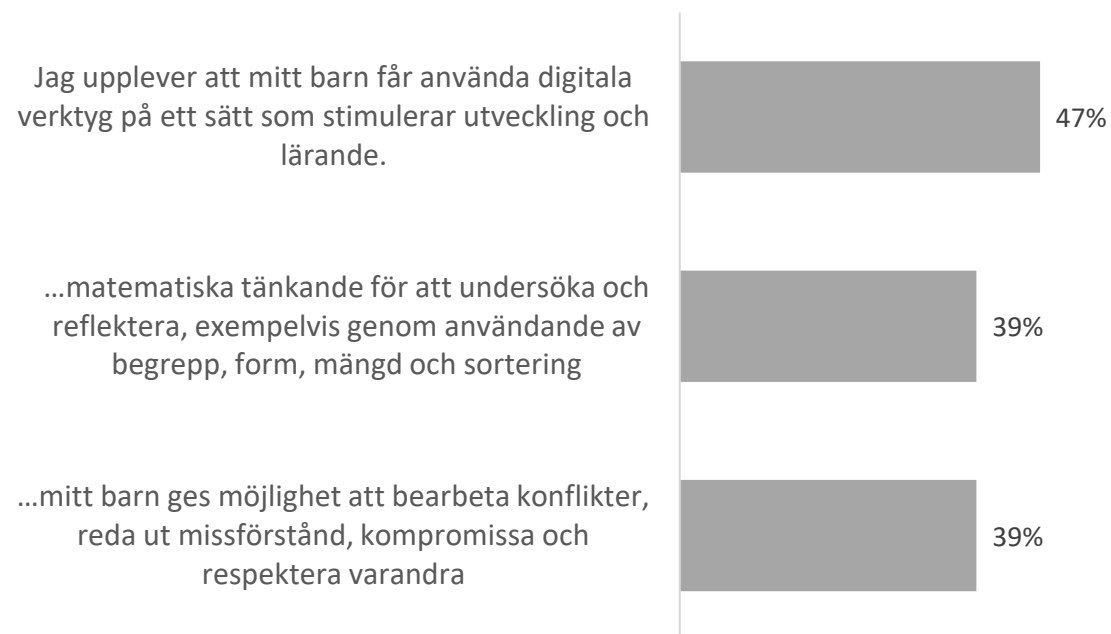 Jag upplever att mitt barn får använda digitala
verktyg på ett sätt som stimulerar utveckling och
lärande.
47%
…matematiska tänkande för att undersöka och
reflektera, exempelvis genom användande av
begrepp, form, mängd och sortering
39%
…mitt barn ges möjlighet att bearbeta konflikter,
reda ut missförstånd, kompromissa och
respektera varandra
39%